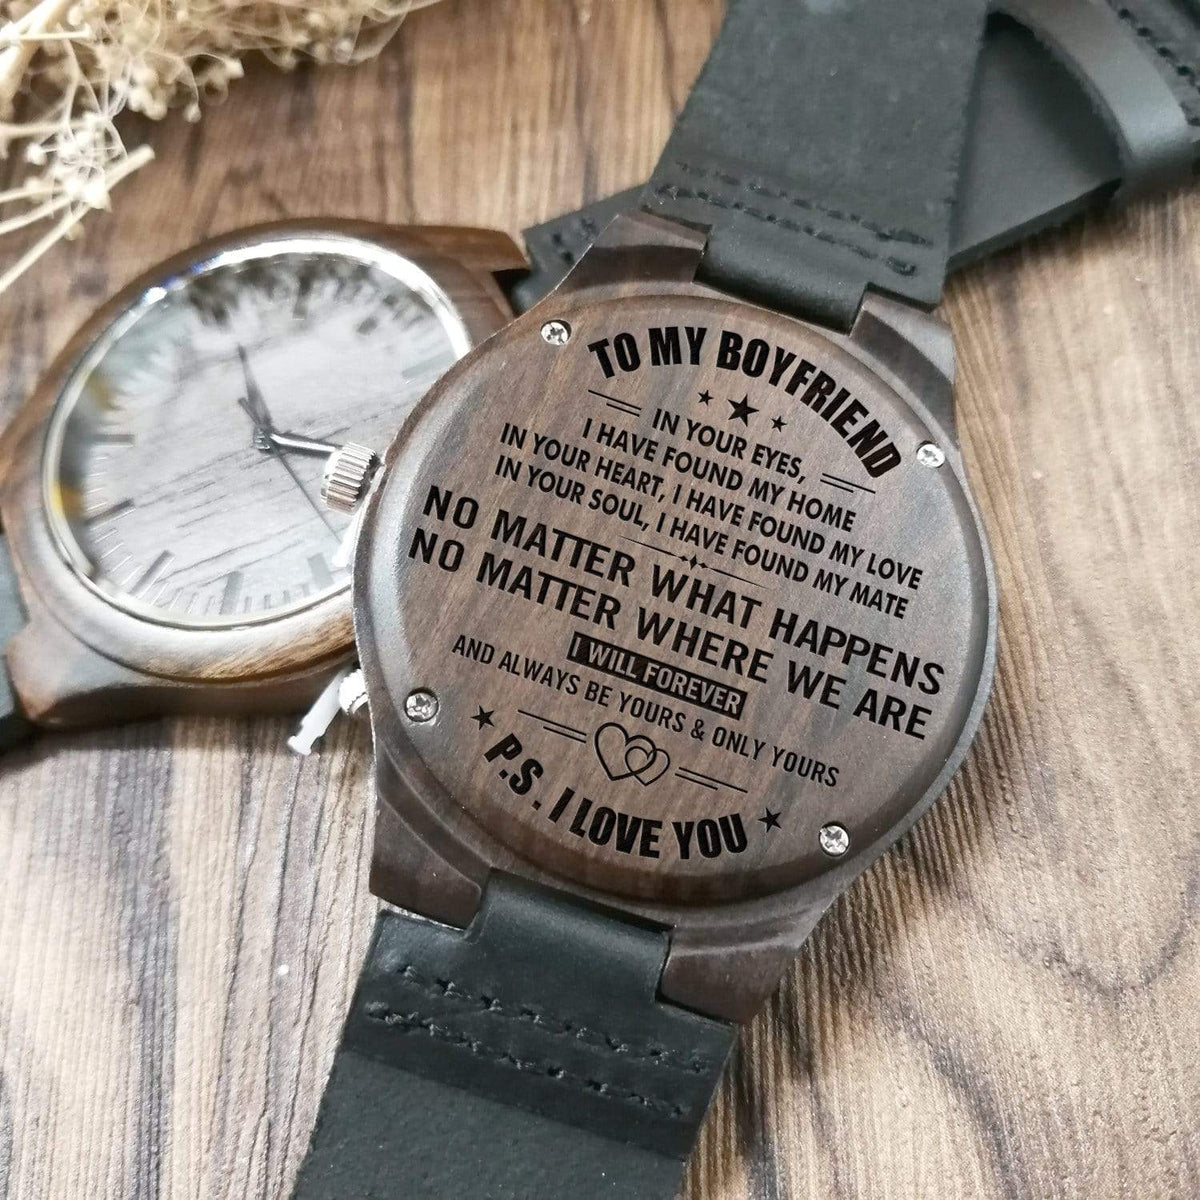 TO MY BOYFRIEND
IN YOUR EYES,
I HAVE FOUND MY HOME
IN YOUR HEART, I HAVE FOUND MY LOVE
IN YOUR SOUL, I HAVE FOUND MY MATE
NO MATTER WHAT HAPPENS
NO MATTER WHERE WE ARE
I WILL FOREVER
AND ALWAYS BE YOURS & ONLY YOURS
P.S. I LOVE YOU